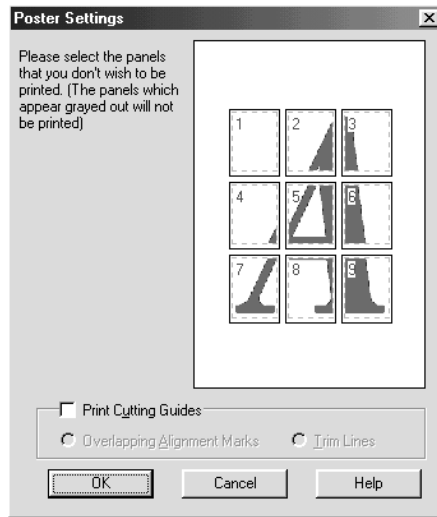 Poster Settings
Please select the panels
that you don't wish to be
printed. (The panels which
appear grayed out will not
be printed)
1 2 3
4 5 6
7 8 9
Print Cutting Guides
Overlapping Alignment Marks Trim Lines
OK Cancel Help